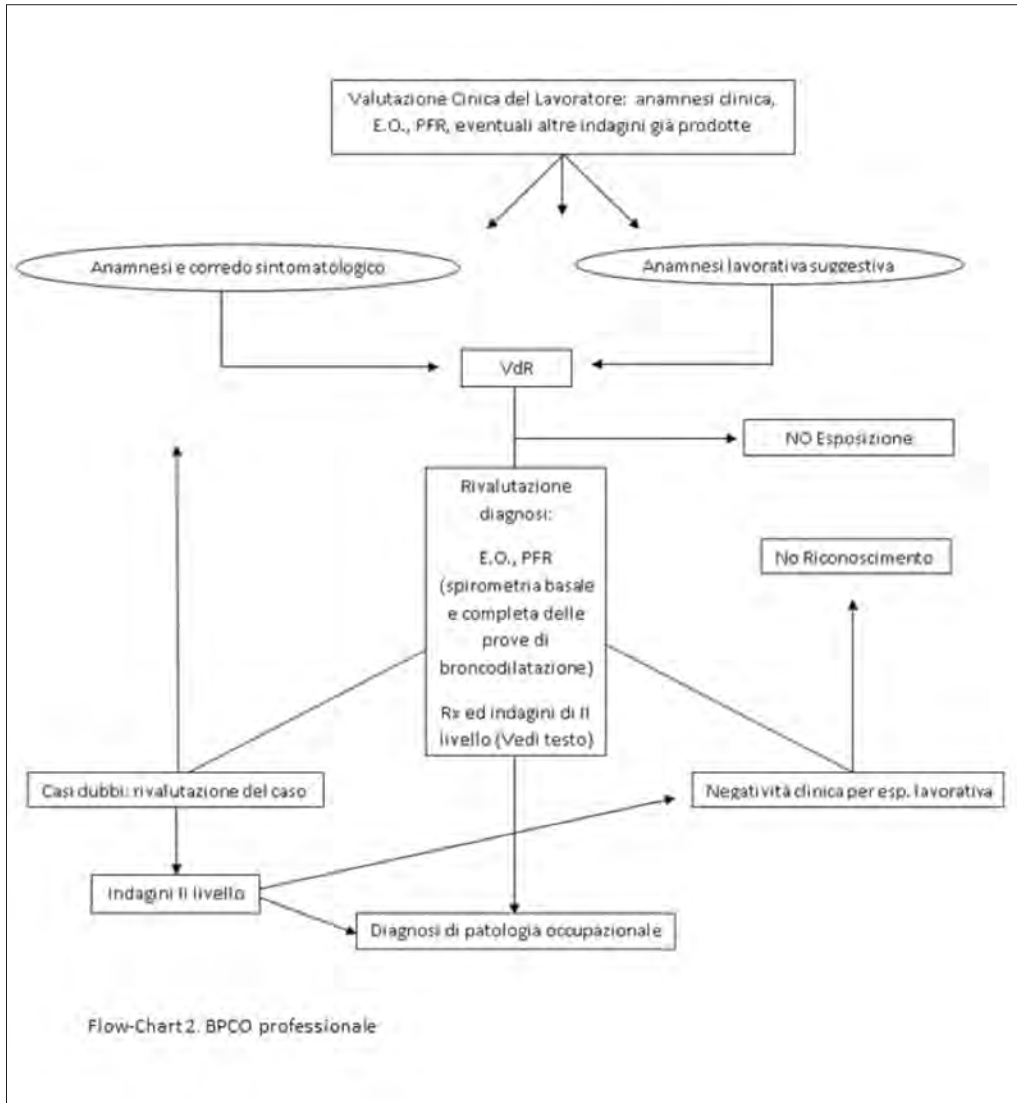 Valutazione Cinica del Lavoratore: anamnesi clinica,
E.O., PFR, eventuali altre indagini già prodotte
Anamnesi e corredo sintomatologico
Anamnesi lavorativa suggestiva
VdR
NO Esposizione
Rivalutazione
diagnosi:
E.O., PFR
(spirometria basale
e completa delle
prove di
broncodilatazione)
Rx ed indagini di II
livello (Vedi testo)
No Riconoscimento
Casi dubbi: rivalutazione del caso
Negatività clinica per esp. lavorativa
Indagini II livello
Diagnosi di patologia occupazionale
Flow-Chart 2. BPCO professionale